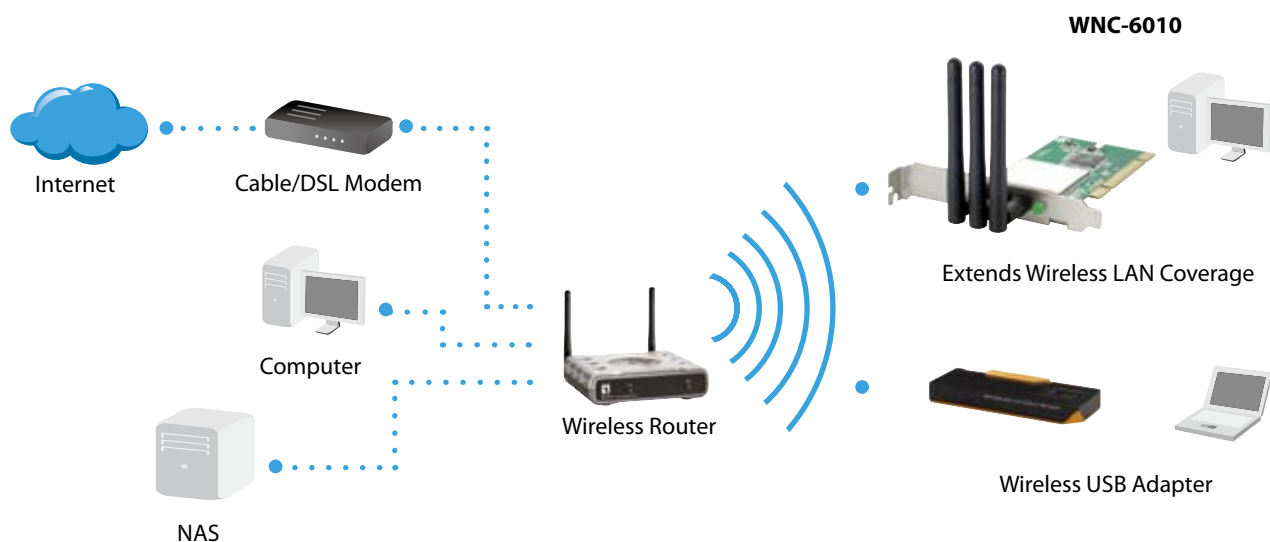 WNC-6010
Internet
Cable/DSL Modem
Extends Wireless LAN Coverage
Computer
Wireless Router
Wireless USB Adapter
NAS